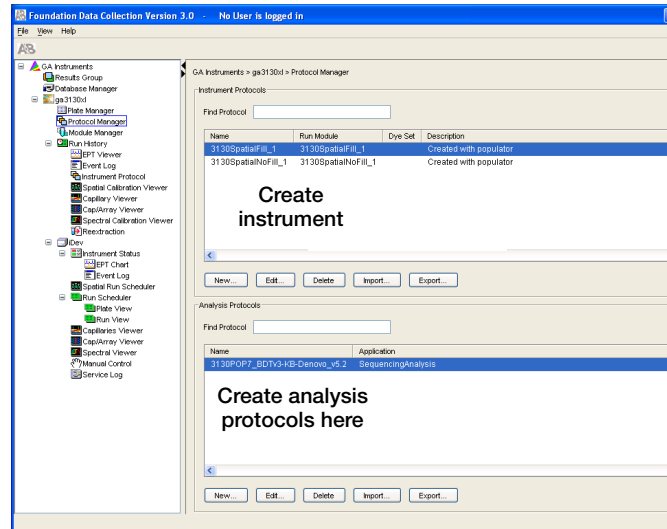 Foundation Data Collection Version 3.0 - No User is logged in
File View Help
AB
GA Instruments
Results Group
Database Manager
ga3130xl
Plate Manager
Protocol Manager
Module Manager
Run History
EPT Viewer
Event Log
Instrument Protocol
Spatial Calibration Viewer
Capillary Viewer
Cap/Array Viewer
Spectral Calibration Viewer
Reextraction
iDev
Instrument Status
EPT Chart
Event Log
Spatial Run Scheduler
Run Scheduler
Plate View
Run View
Capillaries Viewer
Cap/Array Viewer
Spectral Viewer
Manual Control
Service Log
GA Instruments > ga3130xl > Protocol Manager
Instrument Protocols
Find Protocol
Name Run Module Dye Set Description
3130SpatialFill_1 3130SpatialFill_1 Created with populator
3130SpatialNoFill_1 3130SpatialNoFill_1 Created with populator
Create
instrument
New... Edit... Delete Import... Export...
Analysis Protocols
Find Protocol
Name Application
3130POP7_BDTv3-KB-Denovo_v5.2 SequencingAnalysis
Create analysis
protocols here
New... Edit... Delete Import... Export...